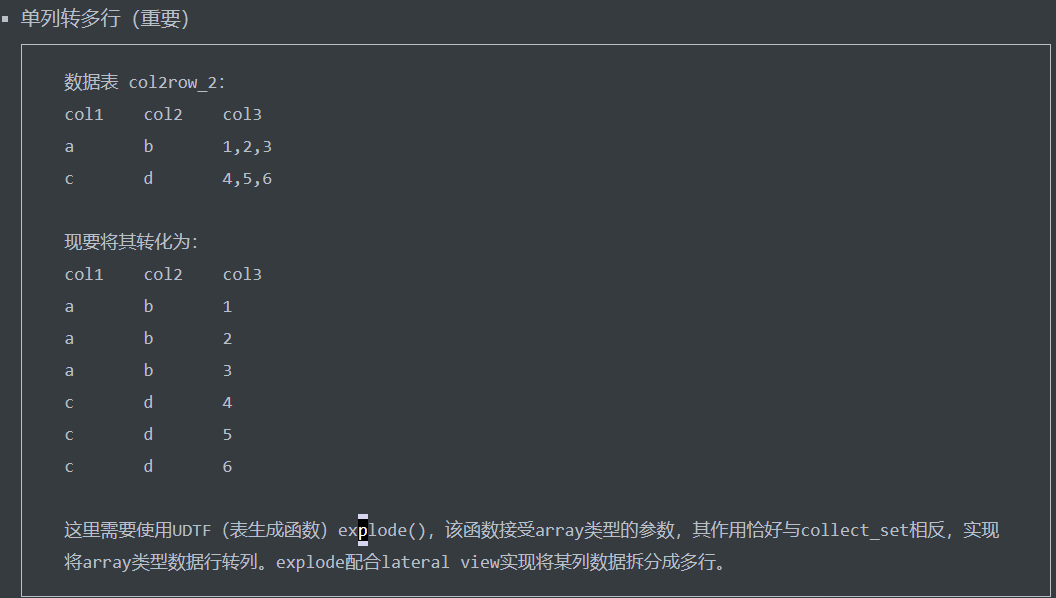 单列转多行（重要）
数据表 col2row_2：
col1 col2 col3
a b 1,2,3
c d 4,5,6
现要将其转化为：
col1 col2 col3
a b 1
a b 2
a b 3
c d 4
c d 5
c d 6
这里需要使用UDTF（表生成函数）explode()，该函数接受array类型的参数，其作用恰好与collect_set相反，实现
将array类型数据行转列。explode配合lateral view实现将某列数据拆分成多行。